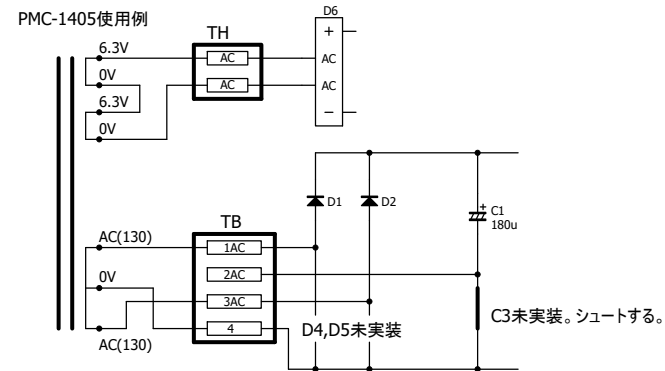 PMC-1405使用例
D6
6.3V
TH
+
AC
AC
0V
AC
AC
6.3V
−
0V
D1
D2
+
C1
180u
TB
AC(130)
1AC
0V
2AC
3AC
C3未実装。シュートする。
4
D4,D5未実装
AC(130)